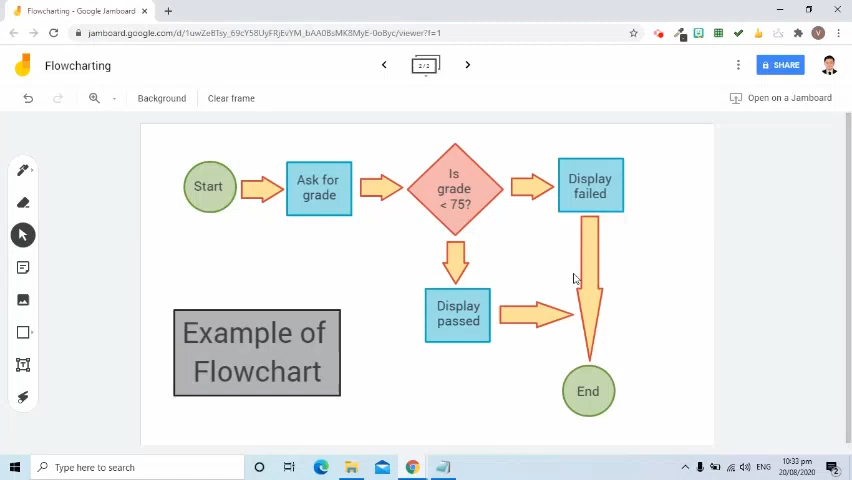 Flowcharting - Google Jamboard
jamboard.google.com/d/1uwZeBTsy_69cY58UyFRjEvYM_bAA0BsMK8MyE-0oByc/viewer?f=1
V
Flowcharting
2 / 2
SHARE
Background
Clear frame
Open on a Jamboard
Start
Ask for
grade
Is
grade
< 75?
Display
failed
Display
passed
Example of
Flowchart
End
Type here to search
ENG
10:33 pm
20/08/2020
2